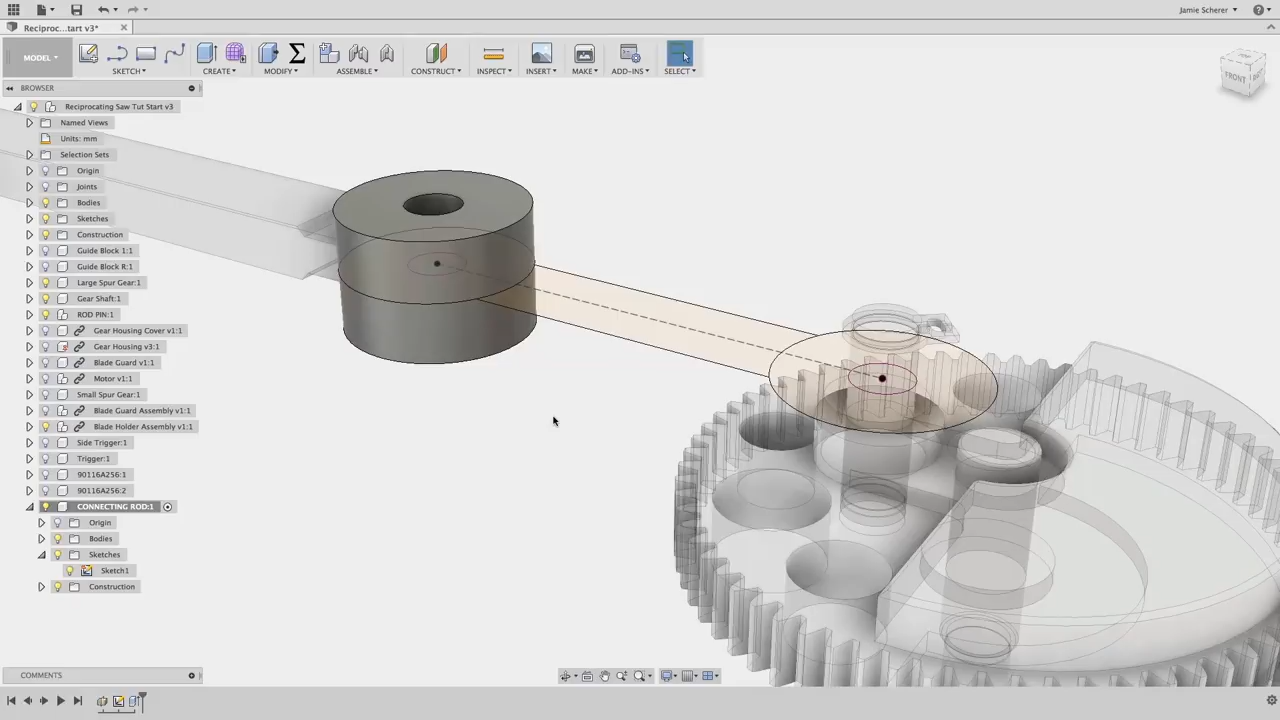 Jamie Scherer
Reciproc...tart v3*
MODEL
SKETCH
CREATE
MODIFY
ASSEMBLE
CONSTRUCT
INSPECT
INSERT
MAKE
ADD-INS
SELECT
FRONT
BROWSER
Reciprocating Saw Tut Start v3
Named Views
Units: mm
Selection Sets
Origin
Joints
Bodies
Sketches
Construction
Guide Block 1:1
Guide Block R:1
Large Spur Gear:1
Gear Shaft:1
ROD PIN:1
Gear Housing Cover v1:1
Gear Housing v3:1
Blade Guard v1:1
Motor v1:1
Small Spur Gear:1
Blade Guard Assembly v1:1
Blade Holder Assembly v1:1
Side Trigger:1
Trigger:1
90116A256:1
90116A256:2
CONNECTING ROD:1
Origin
Bodies
Sketches
Sketch1
Construction
COMMENTS